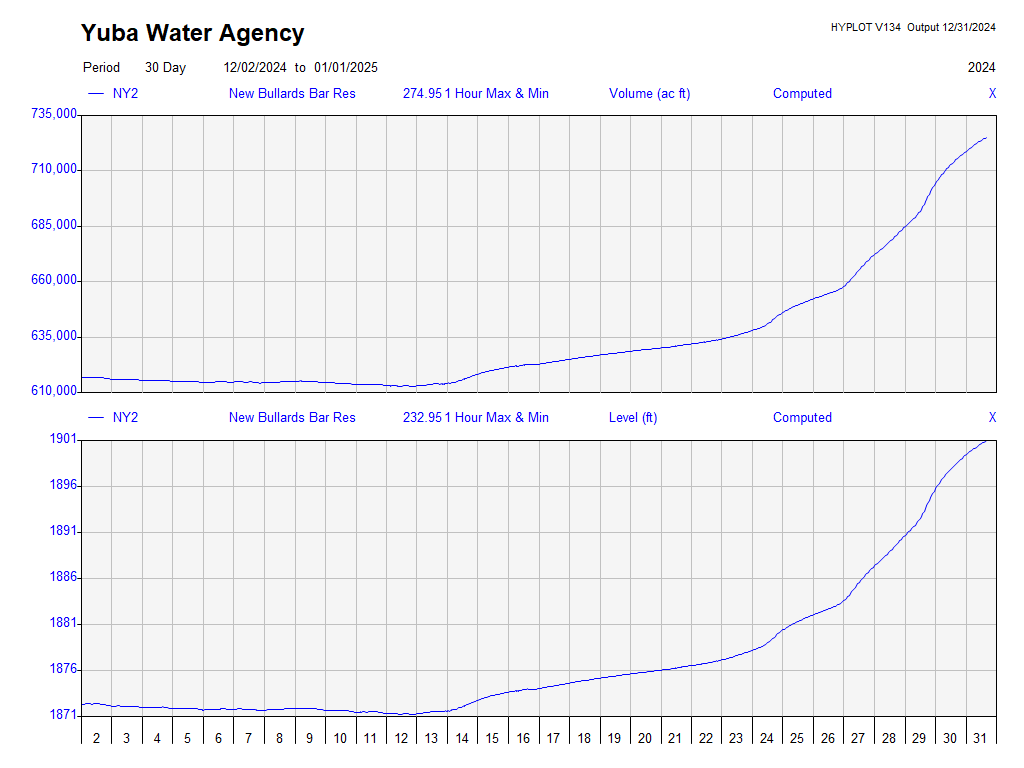 Yuba Water Agency
HYPLOT V134 Output 12/31/2024
Period 30 Day 12/02/2024 to 01/01/2025 2024
NY2 New Bullards Bar Res 274.95 1 Hour Max & Min Volume (ac ft) Computed X
735,000
710,000
685,000
660,000
635,000
610,000
NY2 New Bullards Bar Res 232.95 1 Hour Max & Min Level (ft) Computed X
1901
1896
1891
1886
1881
1876
1871
2 3 4 5 6 7 8 9 10 11 12 13 14 15 16 17 18 19 20 21 22 23 24 25 26 27 28 29 30 31